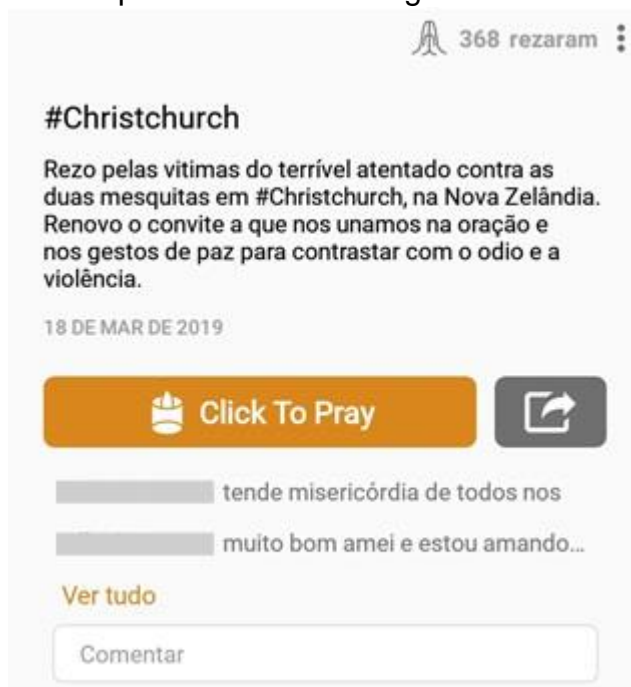 368 rezaram
#Christchurch
Rezo pelas vitimas do terrível atentado contra as
duas mesquitas em #Christchurch, na Nova Zelândia.
Renovo o convite a que nos unamos na oração e
nos gestos de paz para contrastar com o odio e a
violência.
18 DE MAR DE 2019
Click To Pray
tende misericórdia de todos nos
muito bom amei e estou amando...
Ver tudo
Comentar